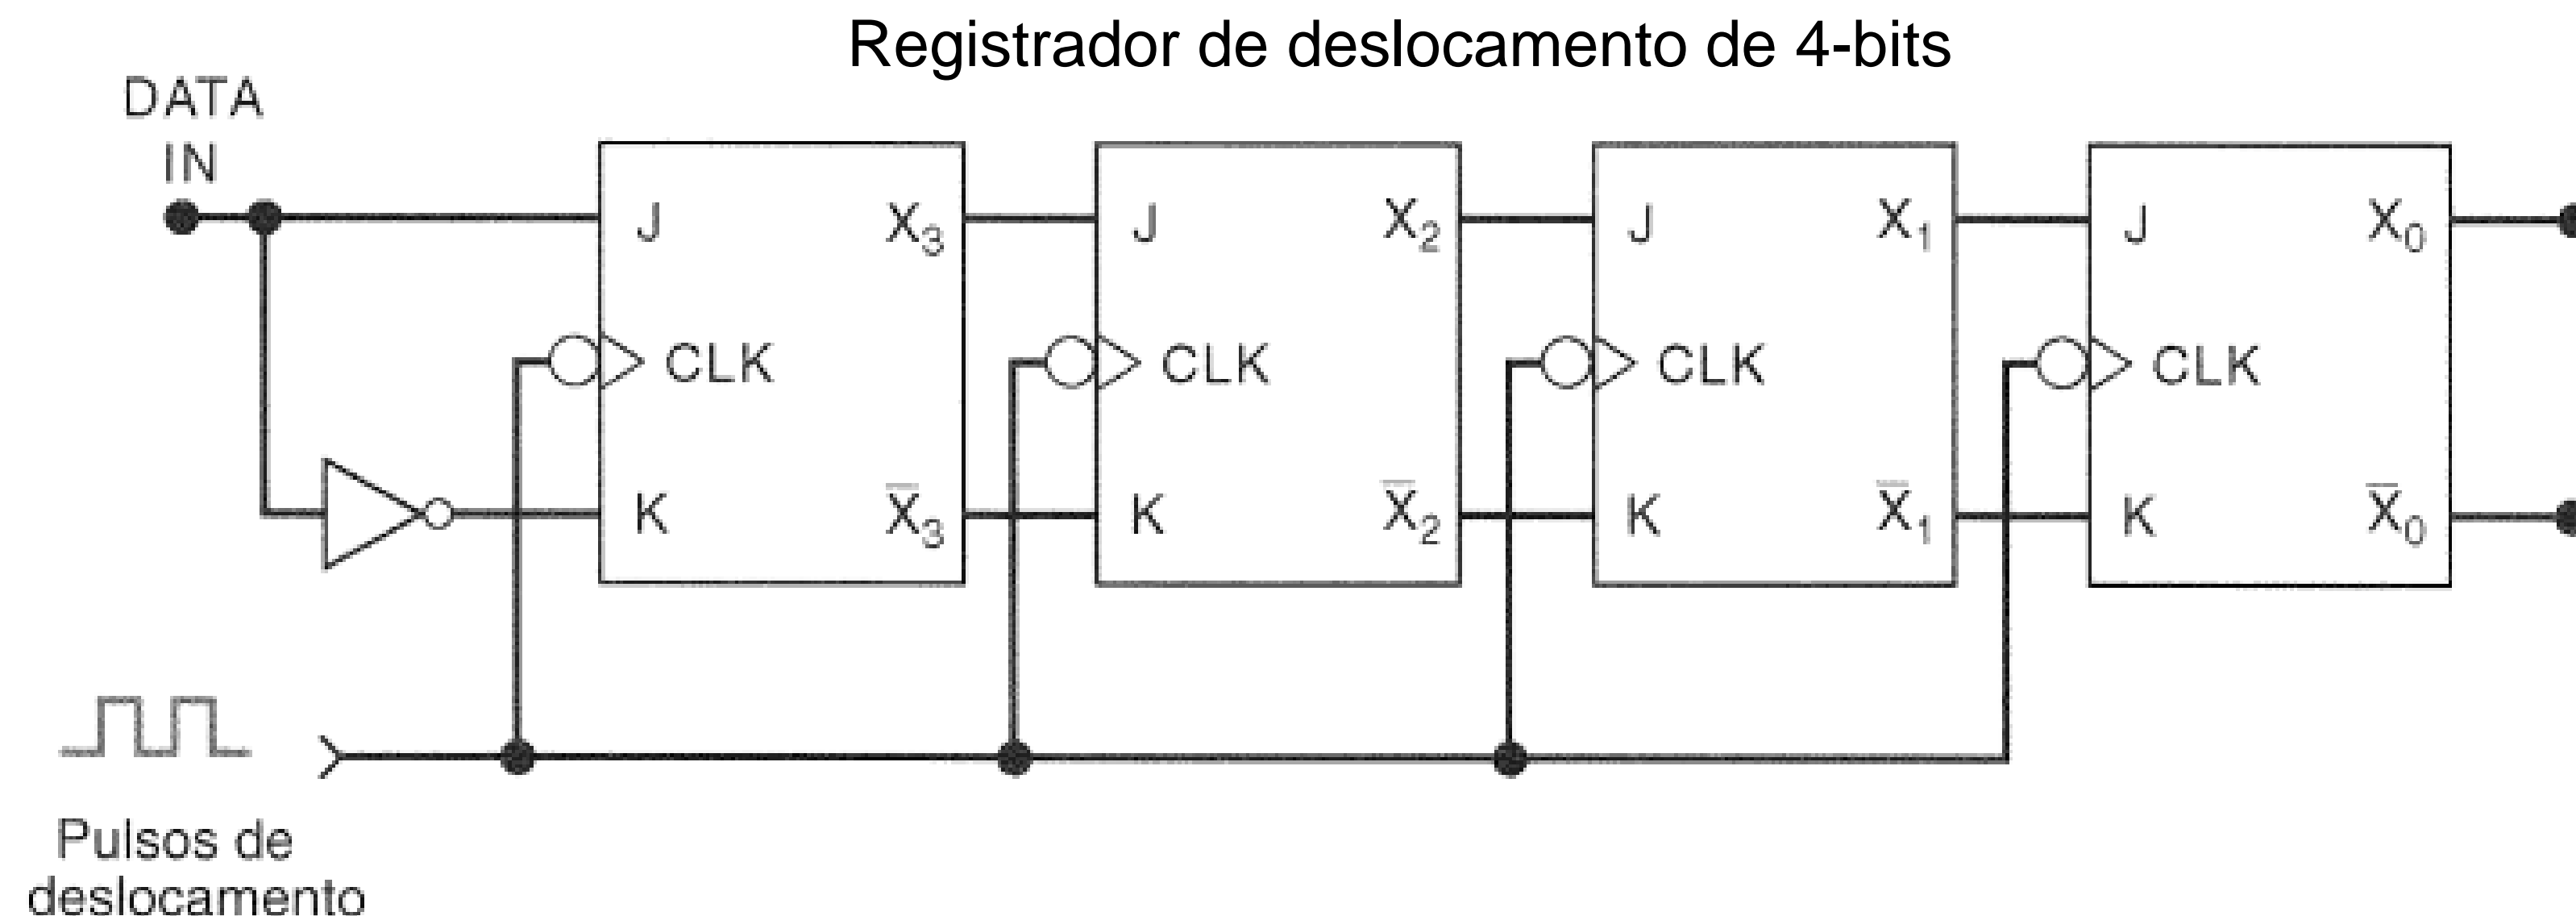 Registrador de deslocamento de 4-bits
DATA
IN
J X₃ J X₂ J X₁ J X₀
CLK CLK CLK CLK
K X̅₃ K X̅₂ K X̅₁ K X̅₀
Pulsos de
deslocamento